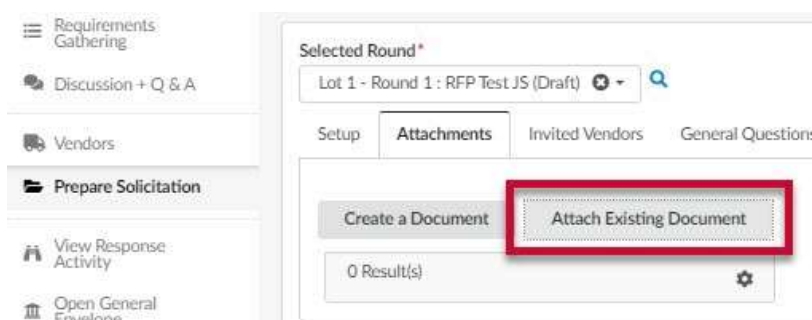 Requirements
Gathering
Discussion + Q & A
Vendors
Prepare Solicitation
View Response
Activity
Open General
Envelope
Selected Round*
Lot 1 - Round 1 : RFP Test JS (Draft)
Setup Attachments Invited Vendors General Questions
Create a Document Attach Existing Document
0 Result(s)